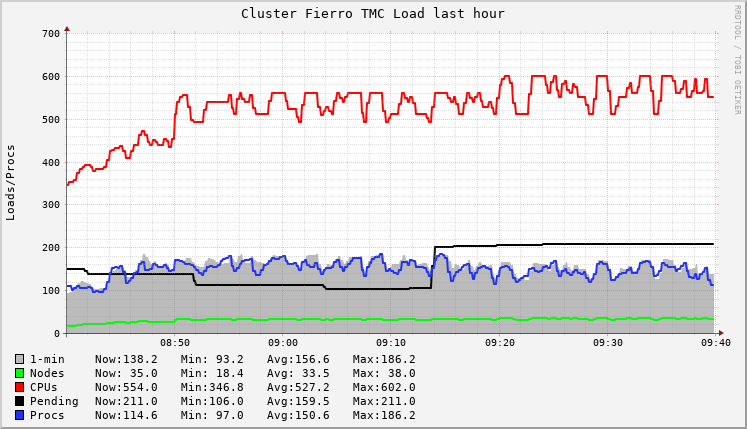 Cluster Fierro TMC Load last hour
RRDTOOL / TOBI OETIKER
Loads/Procs
700
600
500
400
300
200
100
0
08:50 09:00 09:10 09:20 09:30 09:40
1-min Now:138.2 Min: 93.2 Avg:156.6 Max:186.2
Nodes Now: 35.0 Min: 18.4 Avg: 33.5 Max: 38.0
CPUs Now:554.0 Min:346.8 Avg:527.2 Max:602.0
Pending Now:211.0 Min:106.0 Avg:159.5 Max:211.0
Procs Now:114.6 Min: 97.0 Avg:150.6 Max:186.2